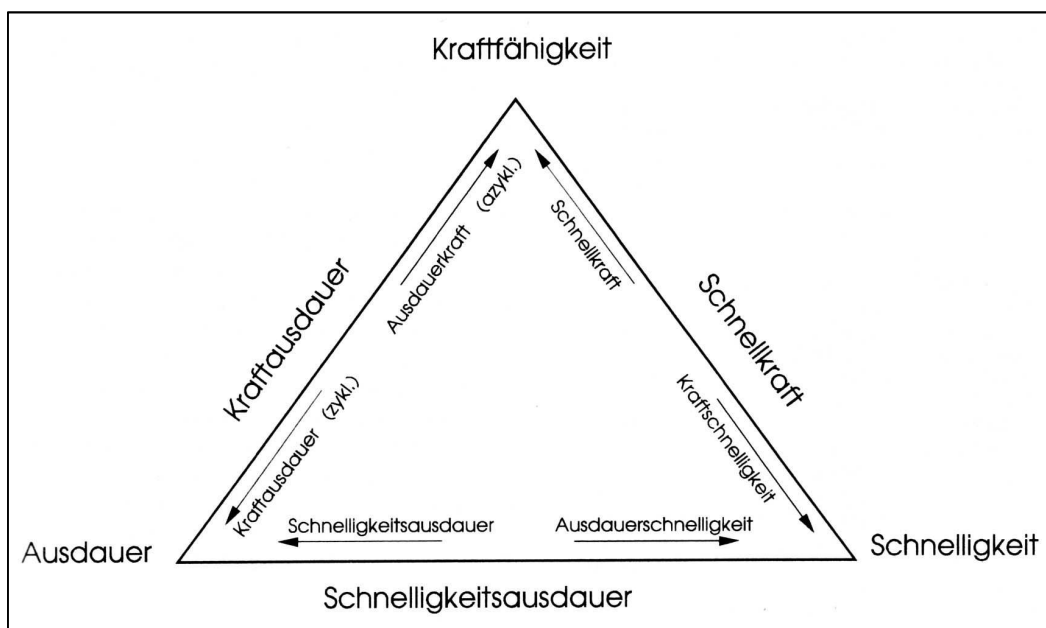 Kraftfähigkeit
Ausdauerkraft (azykl.)
Schnellkraft
Kraftausdauer
Schnellkraft
Kraftausdauer (zykl.)
Kraftschnelligkeit
Schnelligkeitsausdauer
Ausdauerschnelligkeit
Ausdauer
Schnelligkeit
Schnelligkeitsausdauer